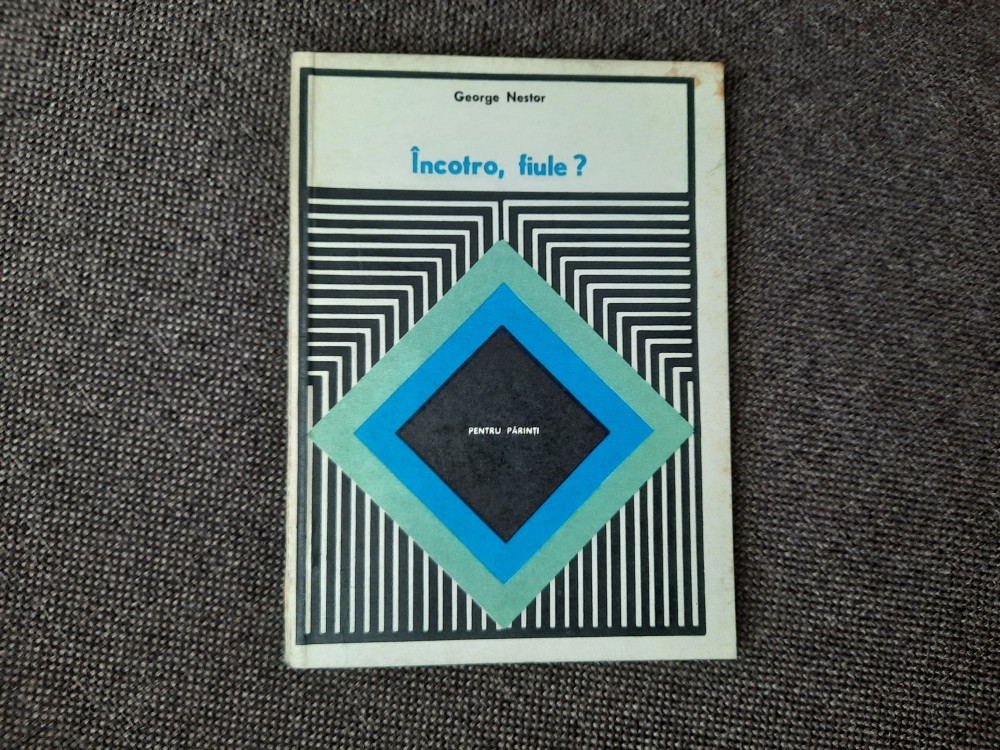 George Nestor
Încotro, fiule?
PENTRU PĂRINȚI